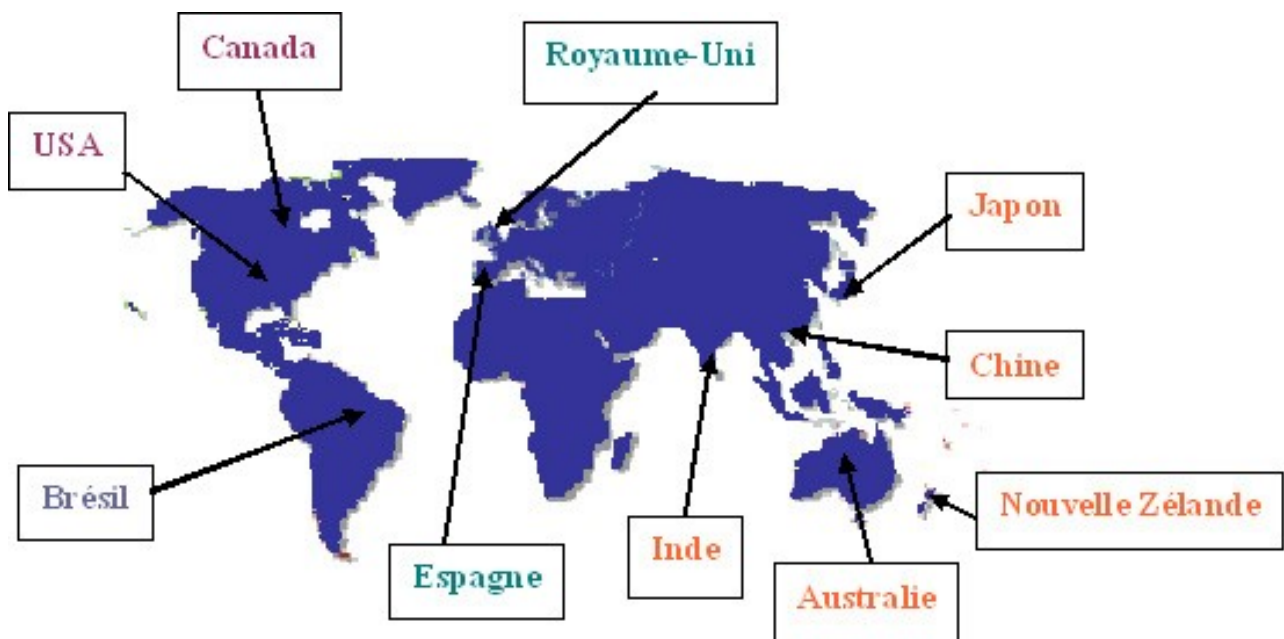 Canada
Royaume-Uni
USA
Japon
Chine
Brésil
Nouvelle Zélande
Inde
Espagne
Australie